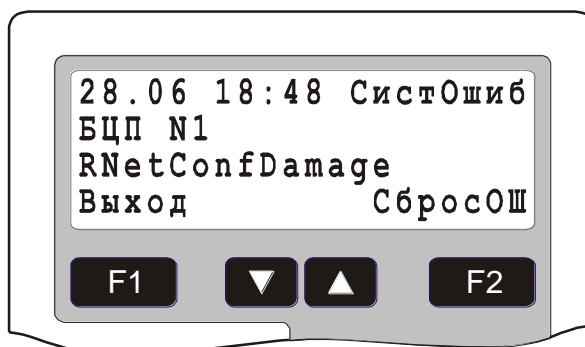 28.06 18:48 СистОшиб
БЦП N1
RNetConfDamage
Выход СбросОШ
F1 F2